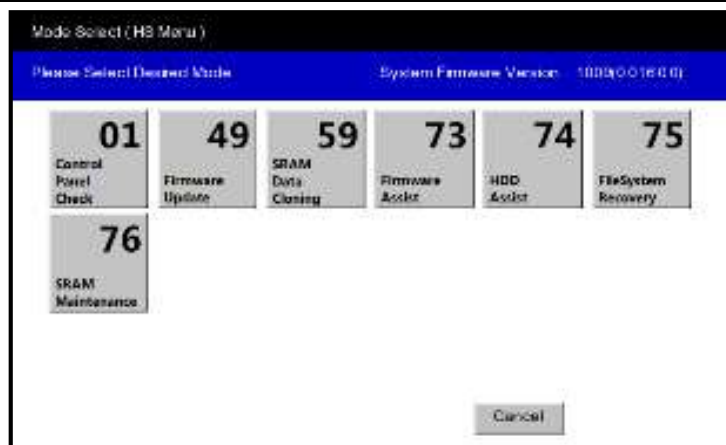 Mode Select ( HS Menu )
Please Select Desired Mode    System Firmware Version
01    49    59    73    74    75
Control    SRAM
Panel    Firmware    Data    Firmware    HDD    FileSystem
Check    Update    Cloning    Assist    Assist    Recovery
76
SRAM
Maintenance
Cancel